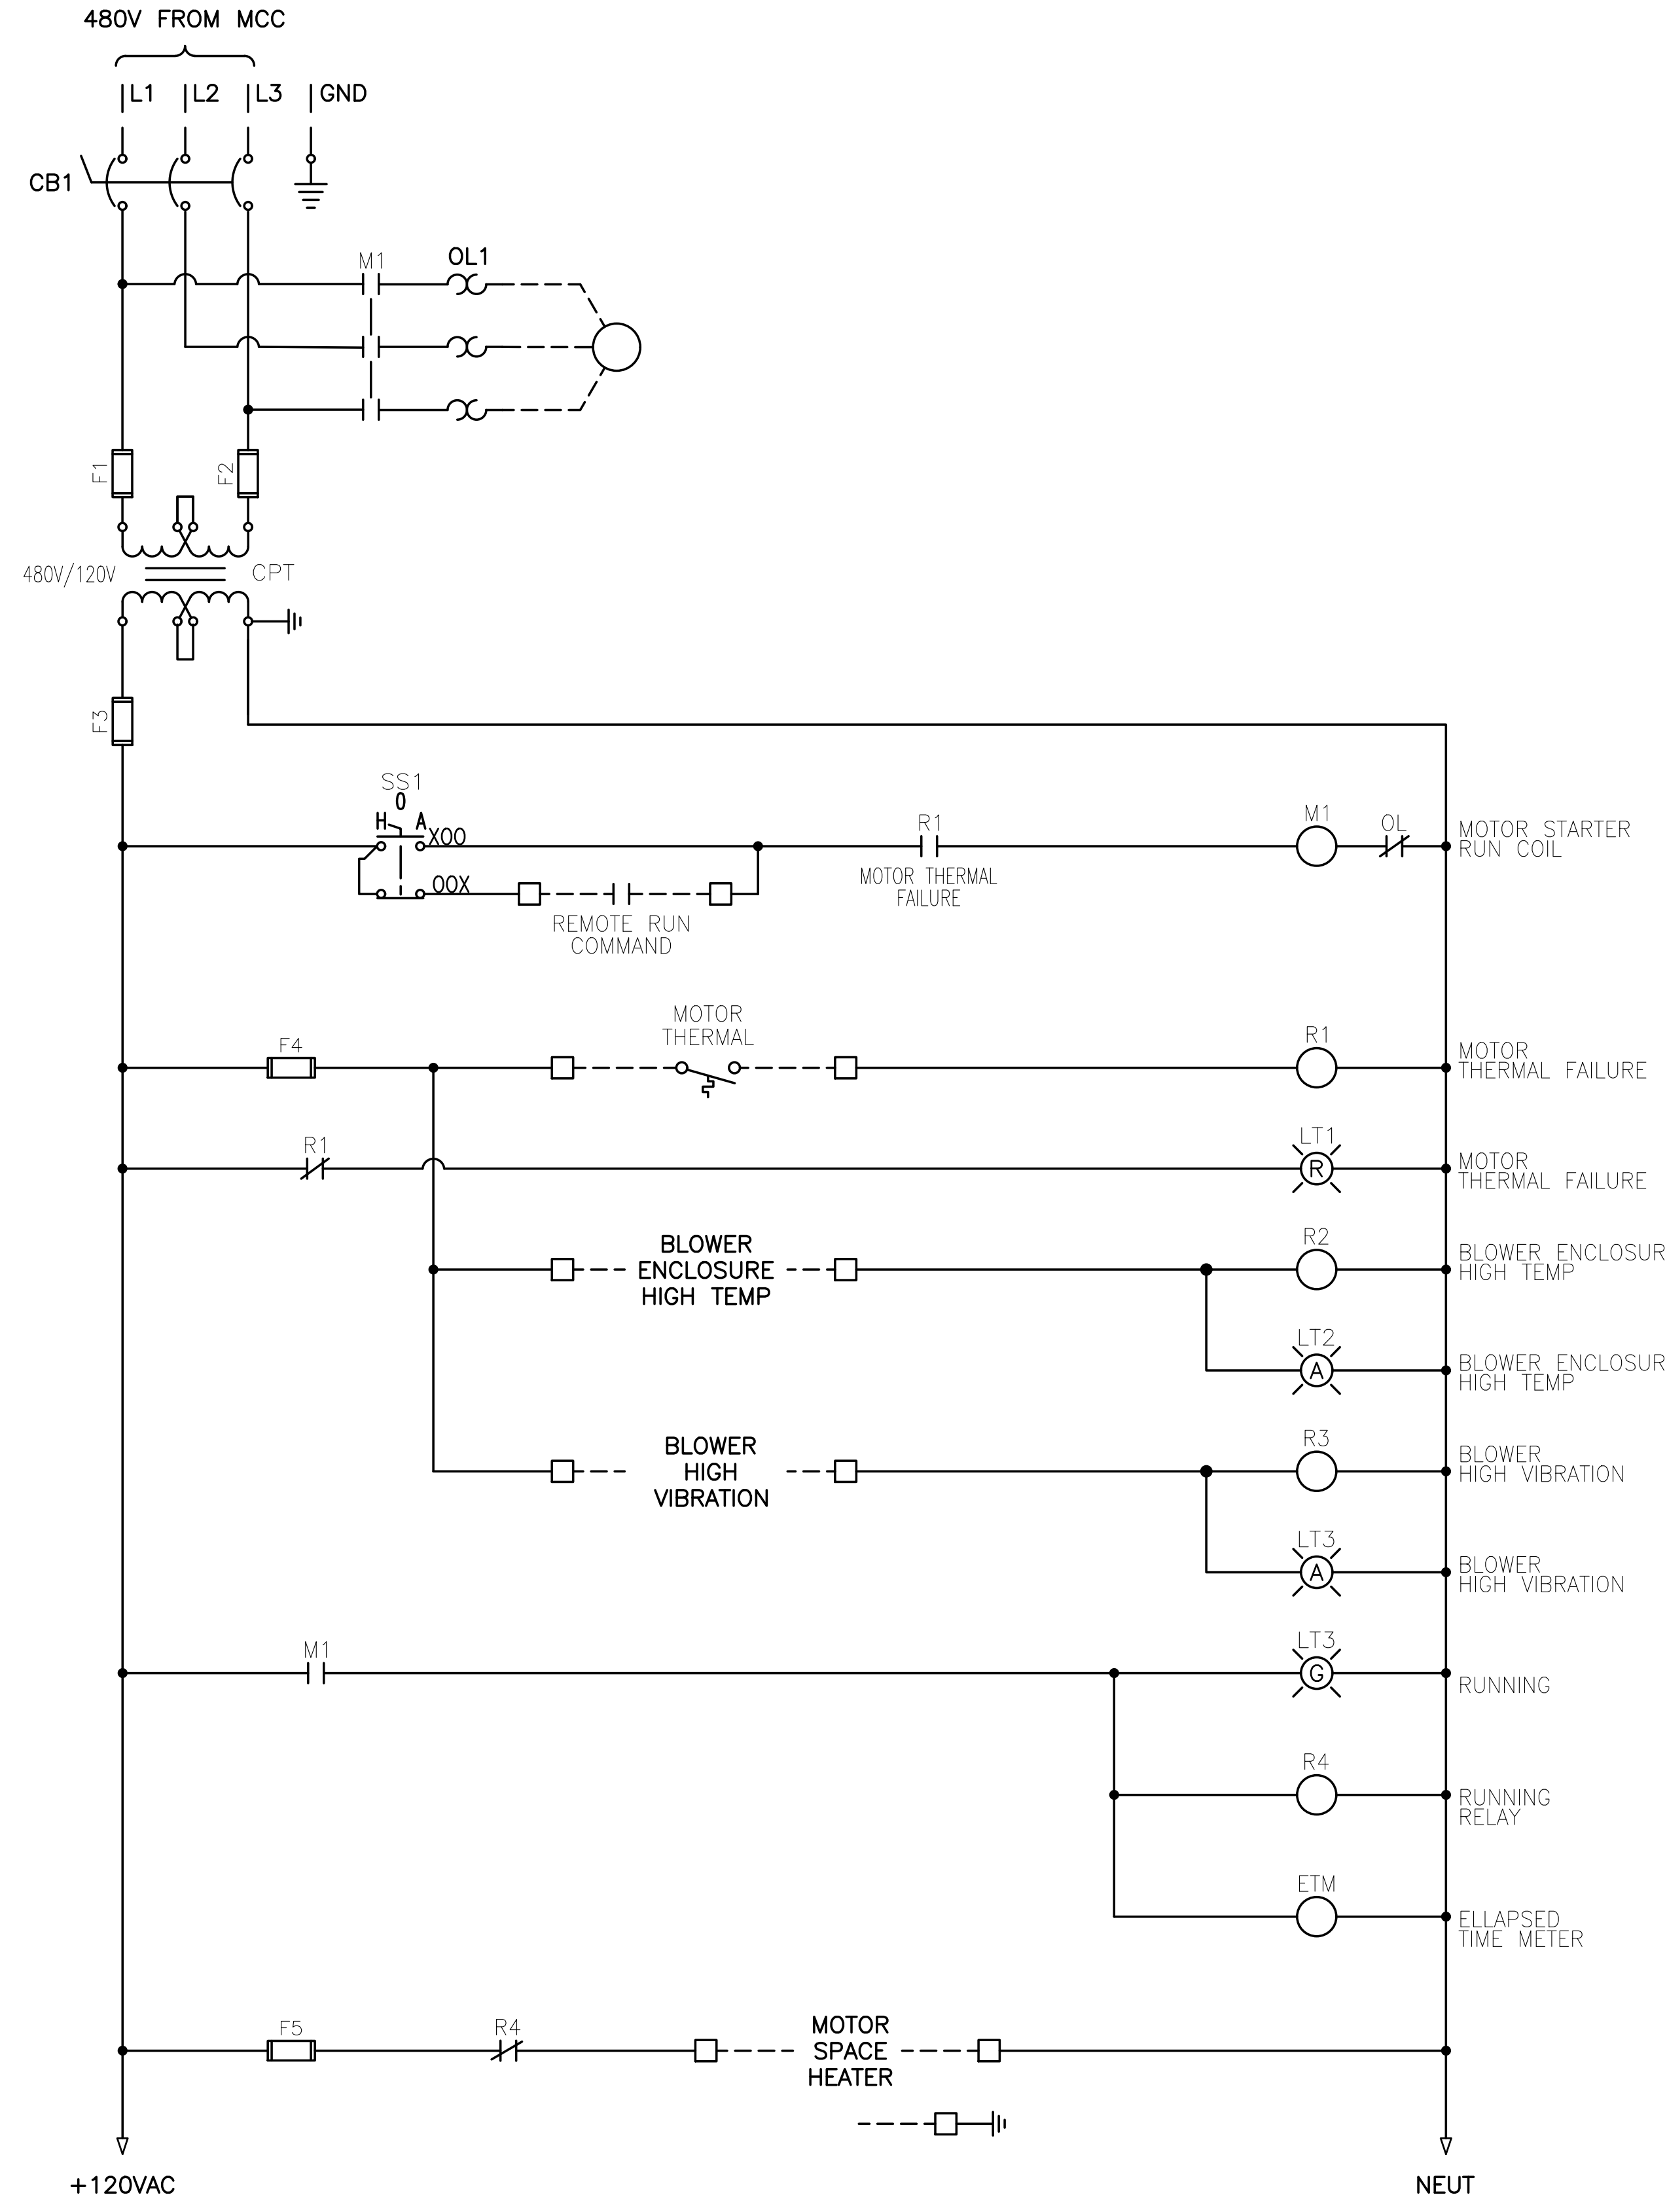 480V FROM MCC
L1 L2 L3 GND
CB1
M1 OL1
F1 F2
480V/120V CPT
F3
SS1
0
H A X00
00X
REMOTE RUN
COMMAND
R1
MOTOR THERMAL
FAILURE
M1 OL
MOTOR STARTER
RUN COIL
F4
MOTOR
THERMAL
R1
MOTOR
THERMAL FAILURE
R1
LT1
R
MOTOR
THERMAL FAILURE
BLOWER
ENCLOSURE
HIGH TEMP
R2
BLOWER ENCLOSUR
HIGH TEMP
LT2
A
BLOWER ENCLOSUR
HIGH TEMP
BLOWER
HIGH
VIBRATION
R3
BLOWER
HIGH VIBRATION
LT3
A
BLOWER
HIGH VIBRATION
M1
LT3
G
RUNNING
R4
RUNNING
RELAY
ETM
ELLAPSED
TIME METER
F5 R4
MOTOR
SPACE
HEATER
+120VAC NEUT